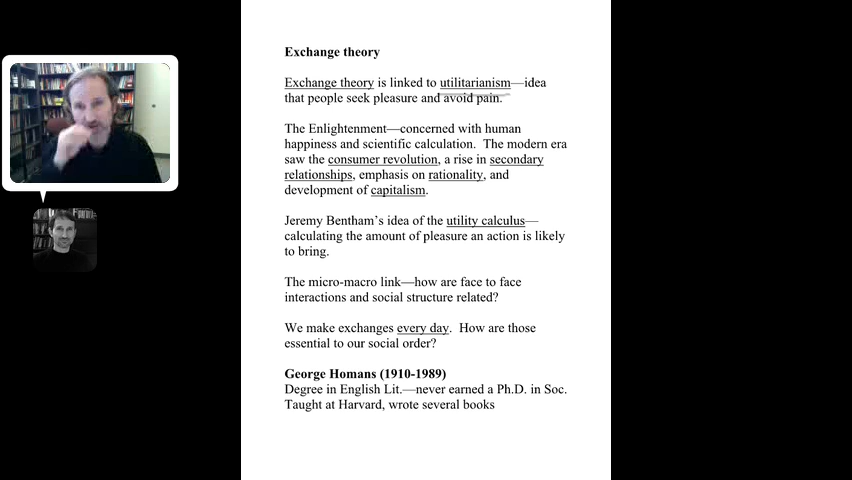 Exchange theory
Exchange theory is linked to utilitarianism—idea
that people seek pleasure and avoid pain.
The Enlightenment—concerned with human
happiness and scientific calculation.  The modern era
saw the consumer revolution, a rise in secondary
relationships, emphasis on rationality, and
development of capitalism.
Jeremy Bentham’s idea of the utility calculus—
calculating the amount of pleasure an action is likely
to bring.
The micro-macro link—how are face to face
interactions and social structure related?
We make exchanges every day.  How are those
essential to our social order?
George Homans (1910-1989)
Degree in English Lit.—never earned a Ph.D. in Soc.
Taught at Harvard, wrote several books